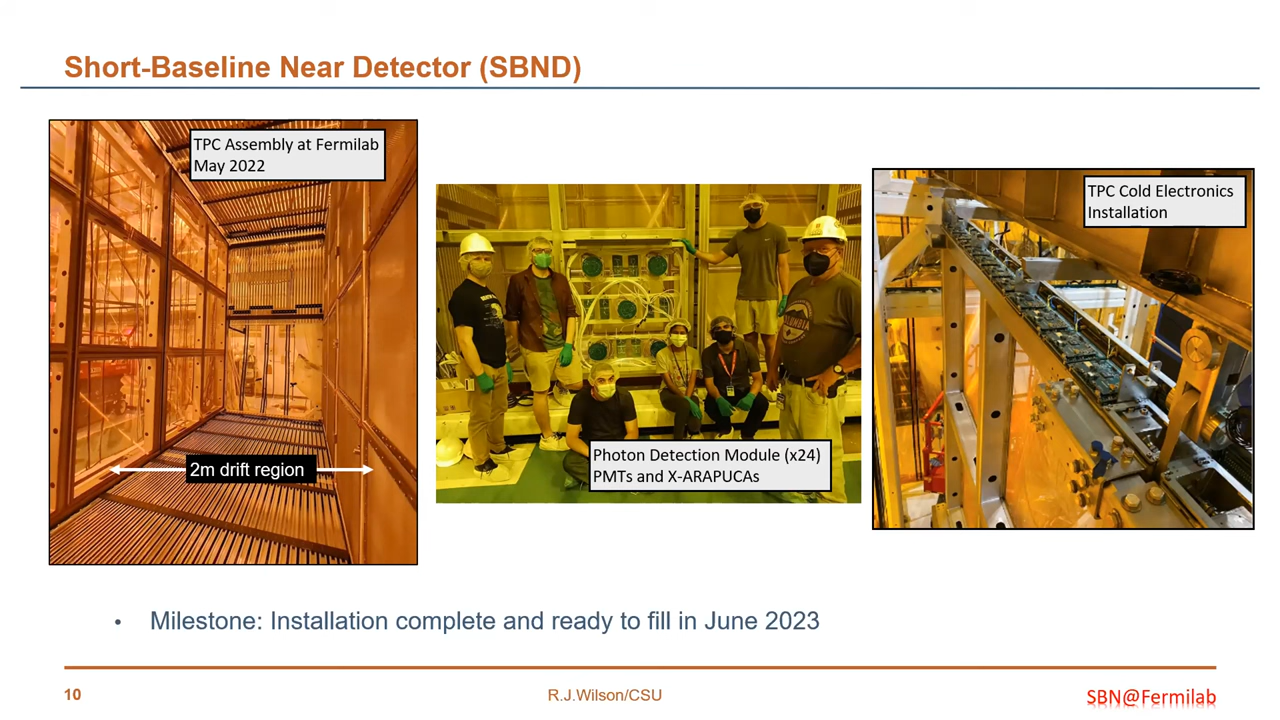 Short-Baseline Near Detector (SBND)
TPC Assembly at Fermilab
May 2022
2m drift region
Photon Detection Module (x24)
PMTs and X-ARAPUCAs
TPC Cold Electronics
Installation
• Milestone: Installation complete and ready to fill in June 2023
10
R.J.Wilson/CSU
SBN@Fermilab